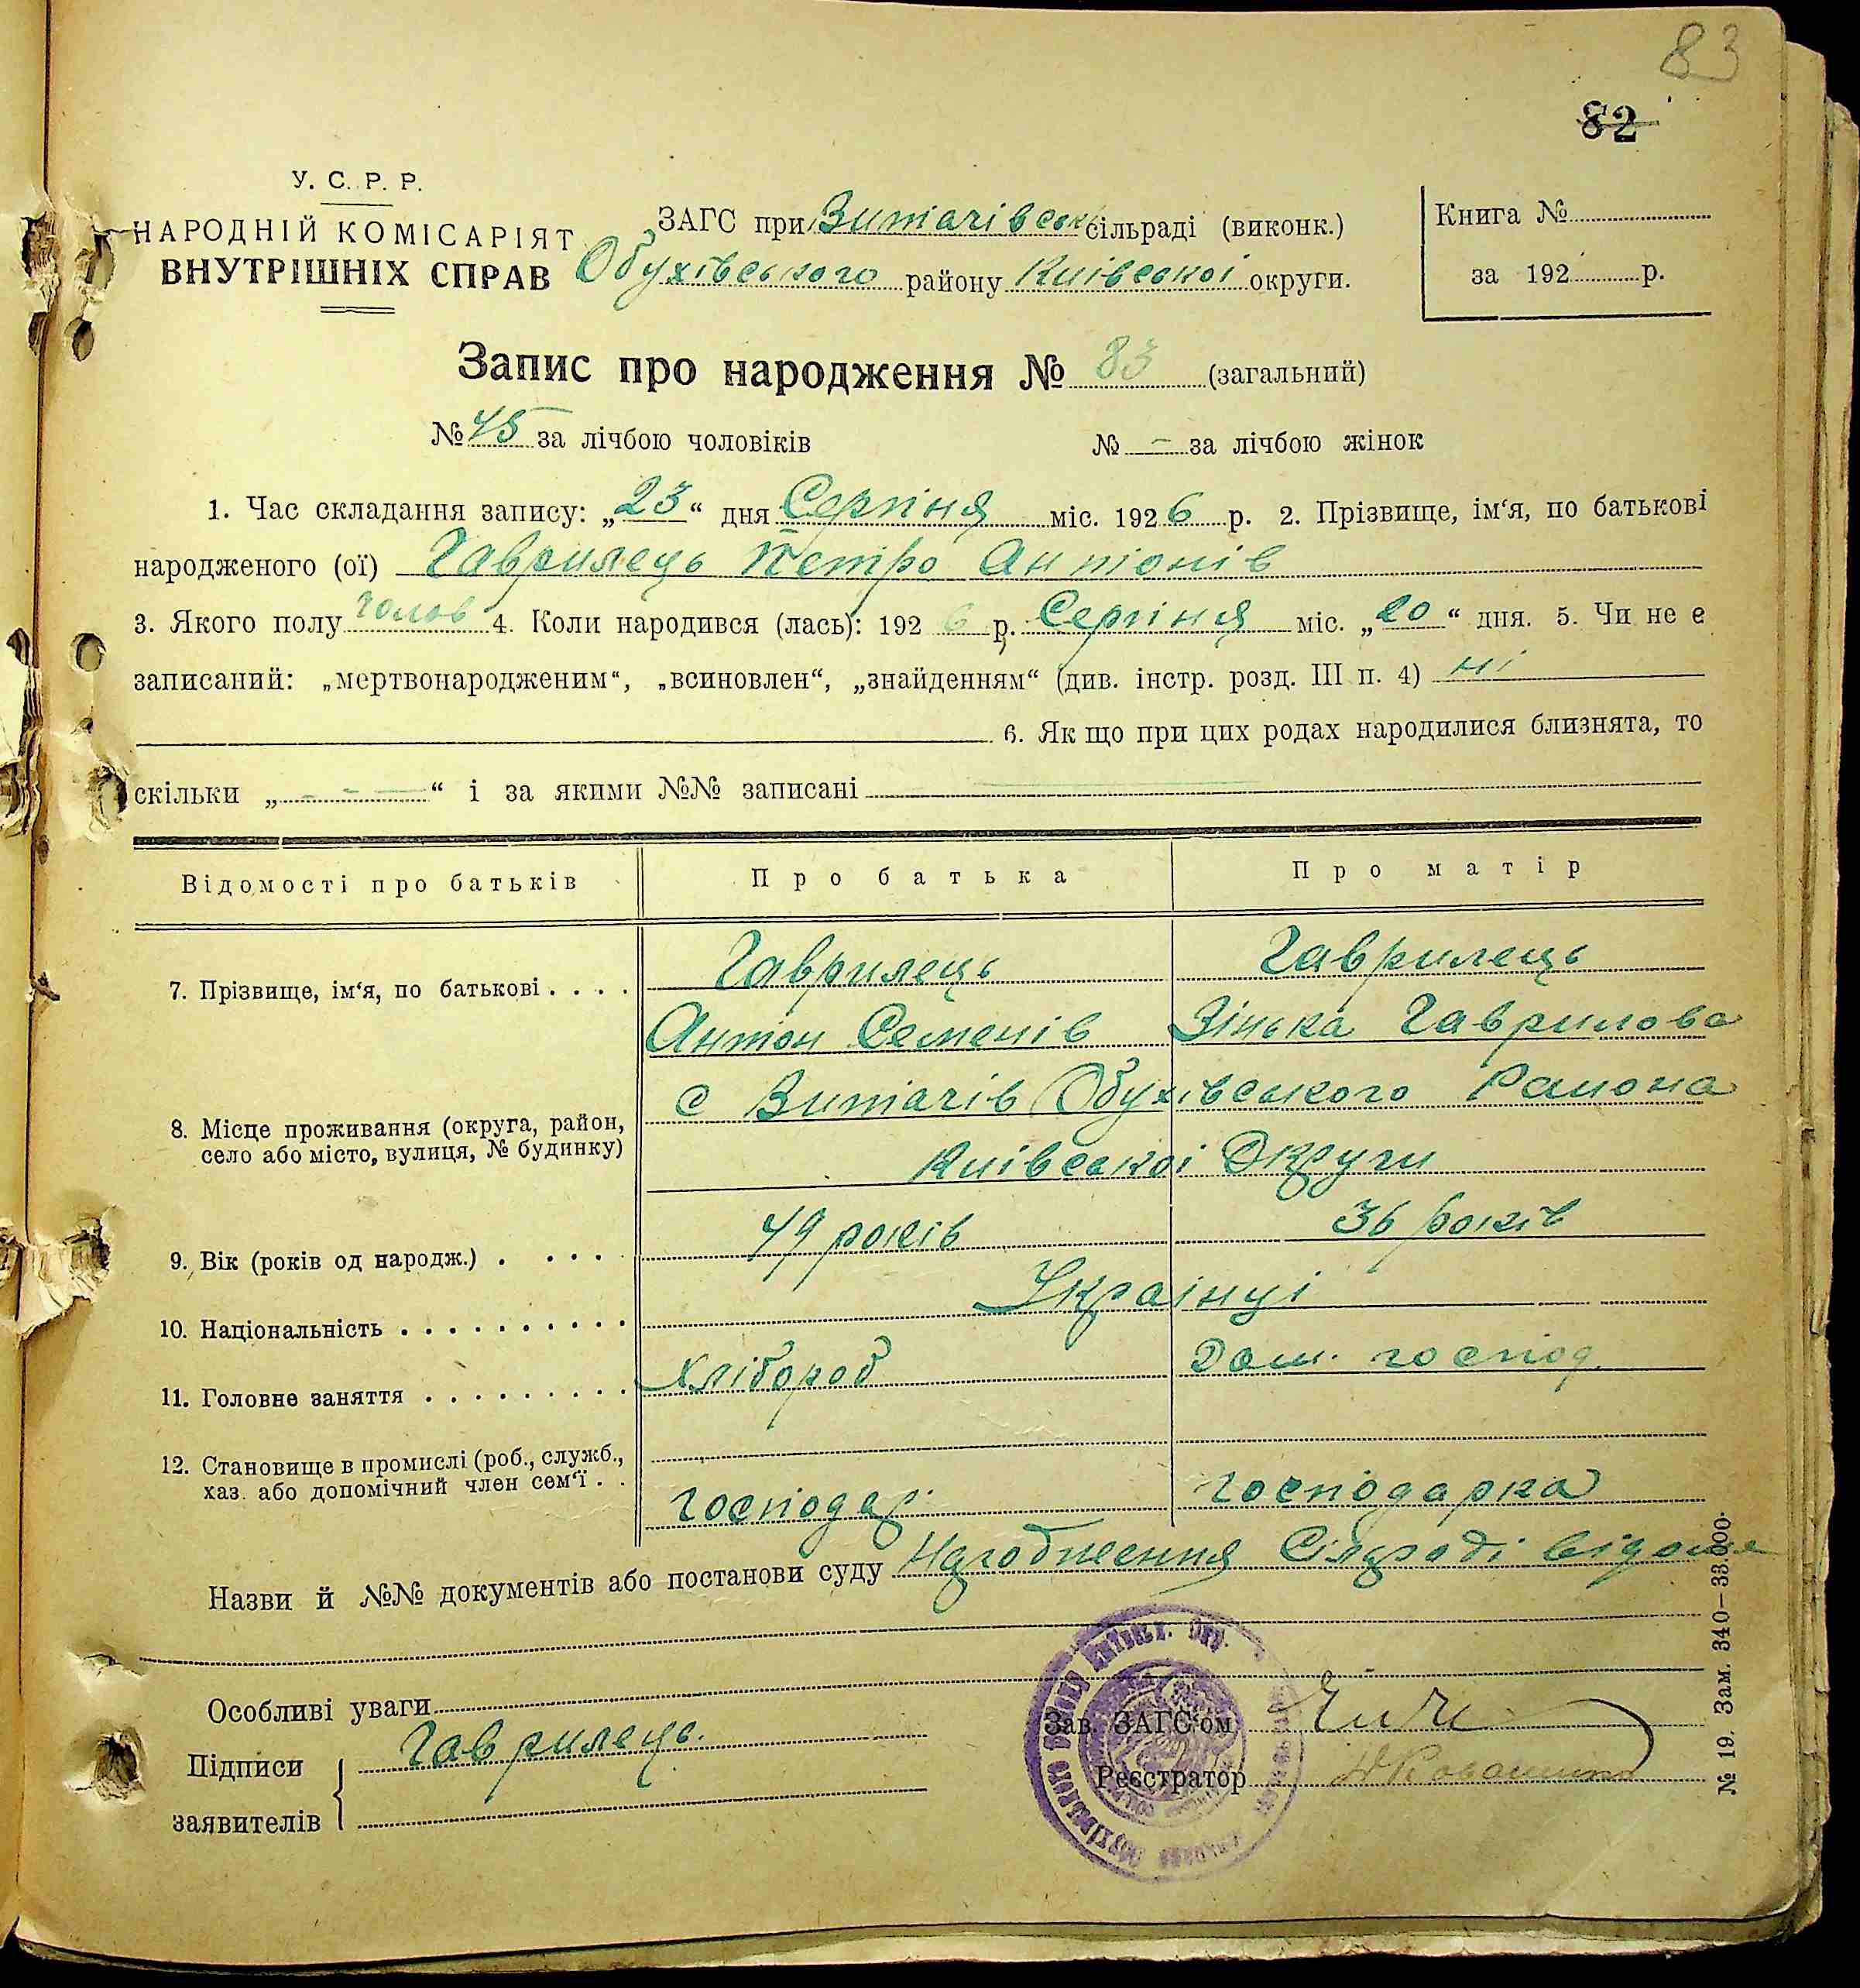 83
82
У. С. Р. Р.
НАРОДНІЙ КОМІСАРІЯТ
ВНУТРІШНІХ СПРАВ
ЗАГС при Витачівськ сільраді (виконк.)
Обухівського району Київскої округи.
Книга №
за 192 р.
Запис про народження № 83 (загальний)
№ 45 за лічбою чоловіків № – за лічбою жінок
1. Час складання запису: „23“ дня Серпня міс. 1926 р. 2. Прізвище, ім‘я, по батькові
народженого (ої) Гаврилець Петро Антонів
3. Якого полу чолов 4. Коли народився (лась): 1926 р. Серпня міс. „20“ дня. 5. Чи не є
записаний: „мертвонародженим“, „всиновлен“, „знайденням“ (див. інстр. розд. III п. 4) ні
6. Як що при цих родах народилися близнята, то
скільки „ - - - “ і за якими №№ записані
Відомості про батьків Про батька Про матір
7. Прізвище, ім‘я, по батькові . . . . Гаврилець Гаврилець
Антон Семенів Зінька Гаврилова
с Витачів Обухівського Района
8. Місце проживання (округа, район,
село або місто, вулиця, № будинку)
Київської Округи
9. Вік (років од народж.) . . . . . 49 років 36 років
10. Національність . . . . . . . . . . Українці
11. Головне заняття . . . . . . . . . Хлібороб Дом. господ.
12. Становище в промислі (роб., служб.,
хаз. або допомічний член сем‘ї . .
господар господарка
Назви й №№ документів або постанови суду Сільраді відоме
Особливі уваги
Підписи
заявителів
Гаврилець.
Зав. ЗАГС‘ом
Реєстратор
№ 19. Зам. 340—33.000.